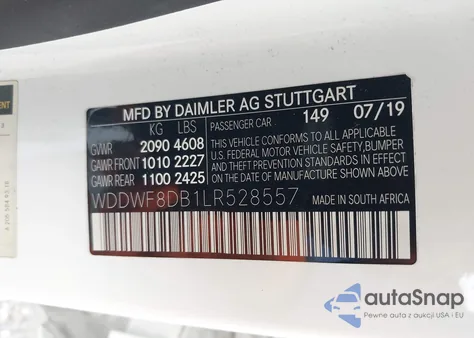 MFD BY DAIMLER AG STUTTGART
KG LBS PASSENGER CAR 149 07/19
GVWR 2090 4608
GAWR FRONT 1010 2227
GAWR REAR 1100 2425
THIS VEHICLE CONFORMS TO ALL APPLICABLE
U.S. FEDERAL MOTOR VEHICLE SAFETY, BUMPER
AND THEFT PREVENTION STANDARDS IN EFFECT
ON THE DATE OF MANUFACTURE SHOWN ABOVE.
WDDWF8DB1LR528557 MADE IN SOUTH AFRICA
autoSnap
Pewne auta z aukcji USA i EU